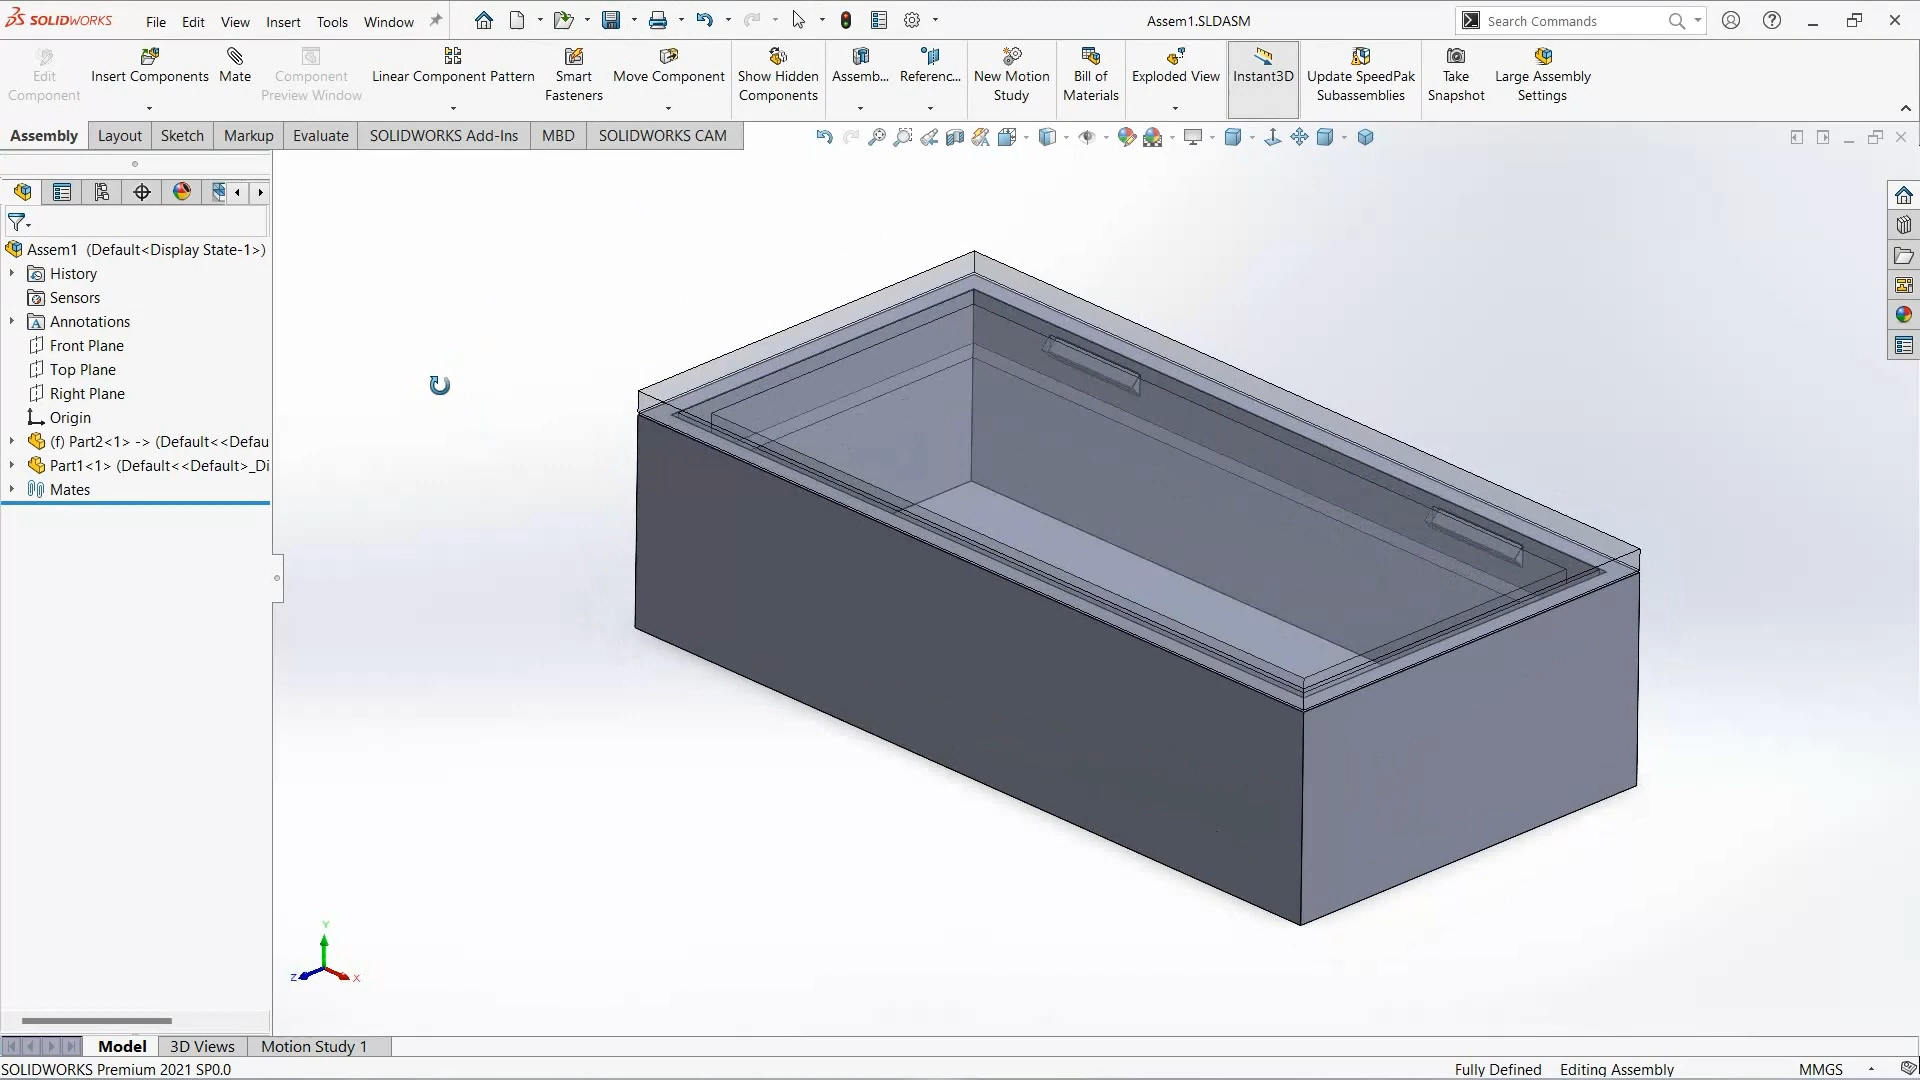 SOLIDWORKS File Edit View Insert Tools Window Assem1.SLDASM Search Commands
Edit Component
Insert Components
Mate
Component Preview Window
Linear Component Pattern
Smart Fasteners
Move Component
Show Hidden Components
Assemb...
Referenc...
New Motion Study
Bill of Materials
Exploded View
Instant3D
Update SpeedPak Subassemblies
Take Snapshot
Large Assembly Settings
Assembly Layout Sketch Markup Evaluate SOLIDWORKS Add-Ins MBD SOLIDWORKS CAM
Assem1 (Default<Display State-1>)
History
Sensors
A Annotations
Front Plane
Top Plane
Right Plane
Origin
(f) Part2<1> -> (Default<<Defau
Part1<1> (Default<<Default>_Di
Mates
Y
Z X
Model 3D Views Motion Study 1
SOLIDWORKS Premium 2021 SP0.0 Fully Defined Editing Assembly MMGS